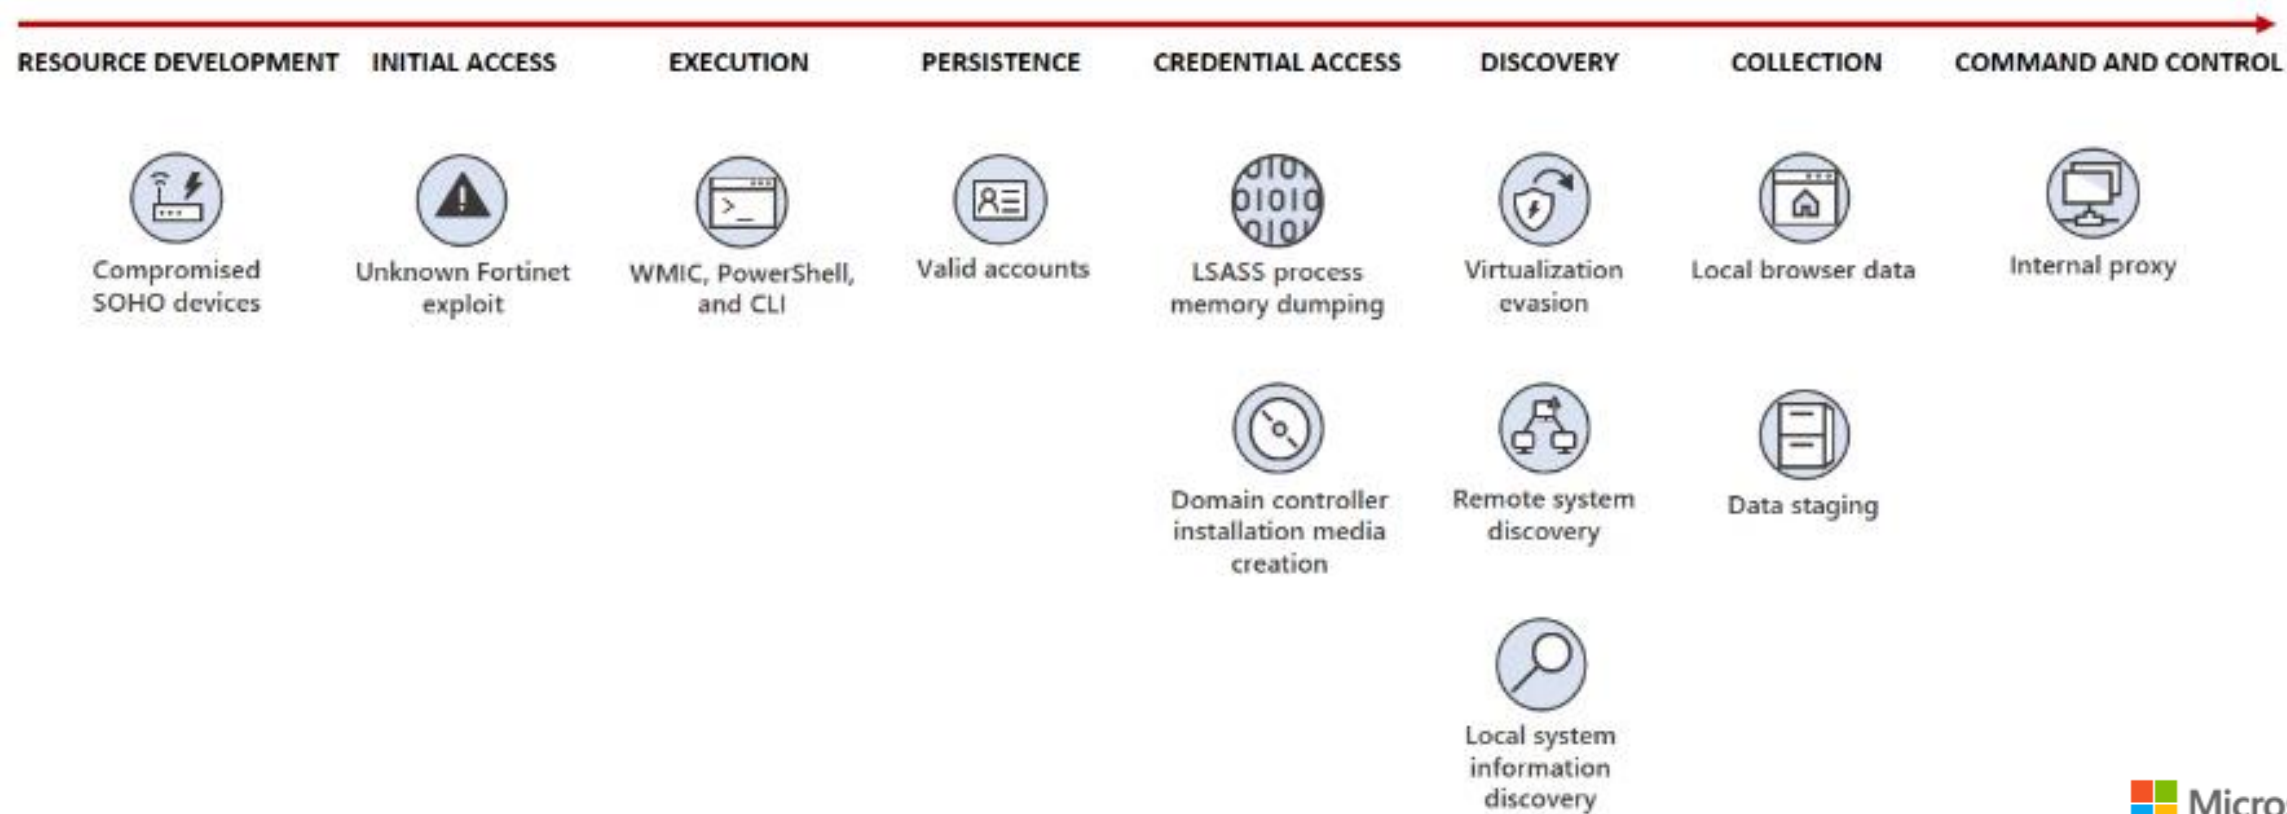 RESOURCE DEVELOPMENT
INITIAL ACCESS
EXECUTION
PERSISTENCE
CREDENTIAL ACCESS
DISCOVERY
COLLECTION
COMMAND AND CONTROL
Compromised
SOHO devices
Unknown Fortinet
exploit
WMIC, PowerShell,
and CLI
Valid accounts
LSASS process
memory dumping
Domain controller
installation media
creation
Virtualization
evasion
Remote system
discovery
Local system
information
discovery
Local browser data
Data staging
Internal proxy
Micros